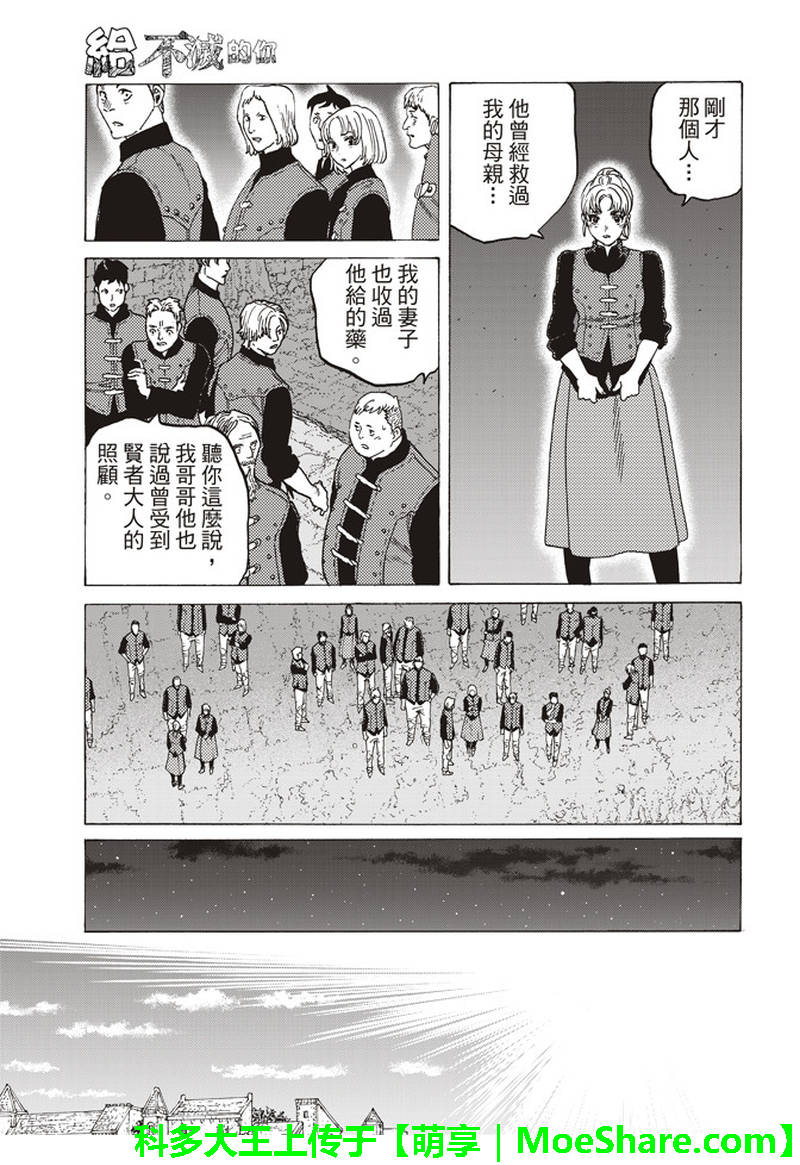 給不滅的你
剛才
那個人…
他曾經救過
我的母親…
我的妻子
也收過
他給的藥。
聽你這麼說，
我哥哥他也
說過曾受到
賢者大人的
照顧。
科多大王上传于【萌享】|MoeShare.com】